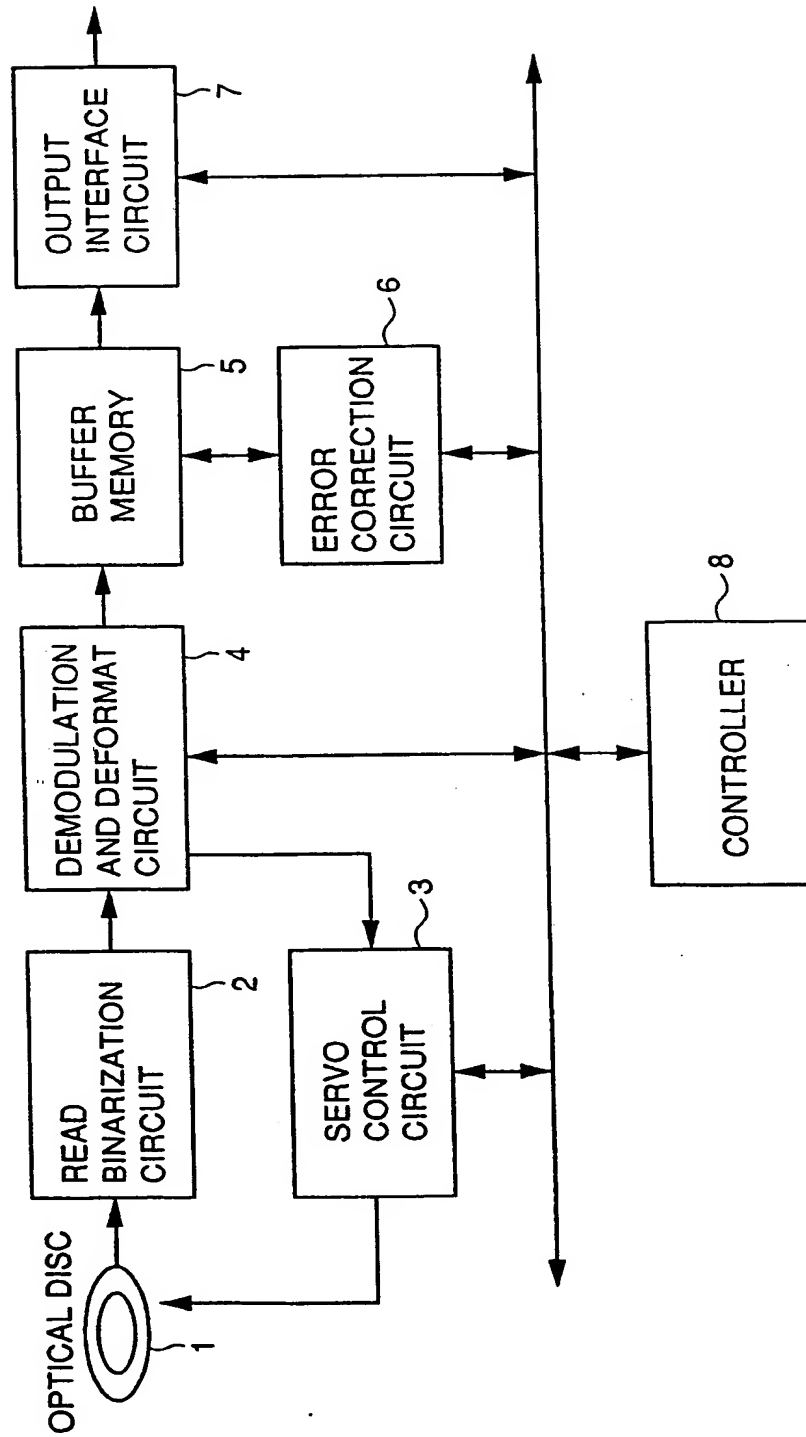 OPTICAL DISC
1
READ
BINARIZATION
CIRCUIT
2
DEMODULATION
AND DEFORMAT
CIRCUIT
4
BUFFER
MEMORY
5
OUTPUT
INTERFACE
CIRCUIT
7
SERVO
CONTROL
CIRCUIT
3
ERROR
CORRECTION
CIRCUIT
6
CONTROLLER
8